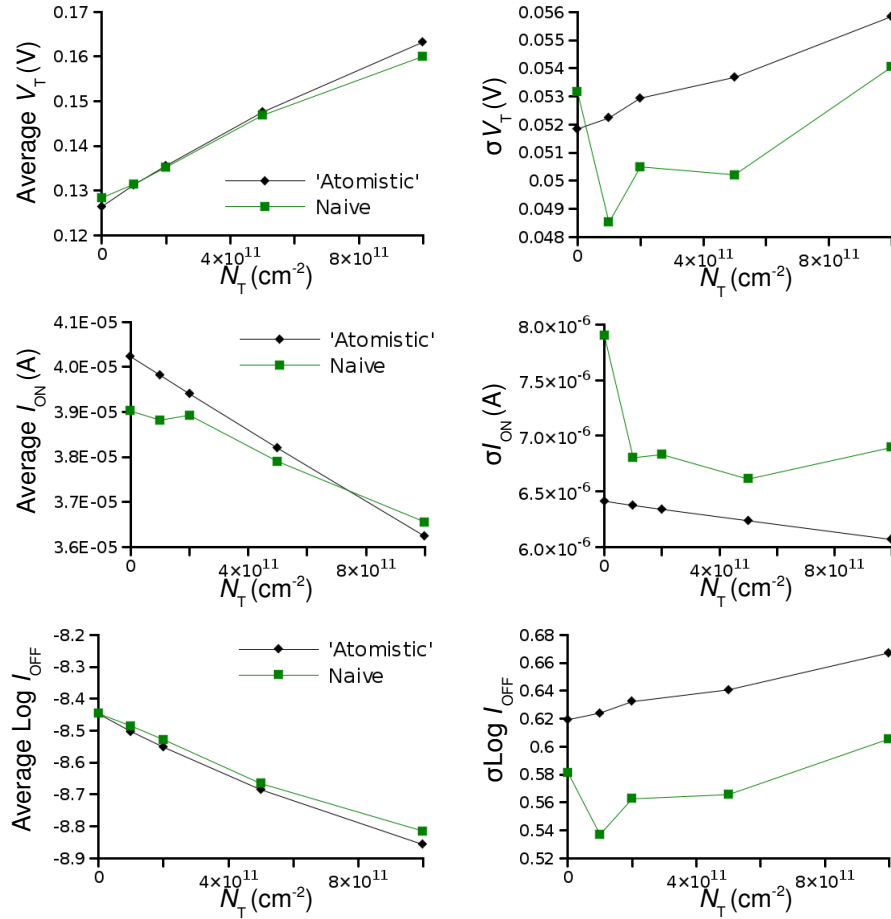 Average V_T (V)
0.17
0.16
0.15
0.14
0.13
0.12
'Atomistic'
Naive
0
4×10^11
8×10^11
N_T (cm^-2)
σV_T (V)
0.056
0.055
0.054
0.053
0.052
0.051
0.05
0.049
0.048
0
4×10^11
8×10^11
N_T (cm^-2)
Average I_ON (A)
4.1E-05
4.0E-05
3.9E-05
3.8E-05
3.7E-05
3.6E-05
'Atomistic'
Naive
0
4×10^11
8×10^11
N_T (cm^-2)
σI_ON (A)
8.0×10^-6
7.5×10^-6
7.0×10^-6
6.5×10^-6
6.0×10^-6
0
4×10^11
8×10^11
N_T (cm^-2)
Average Log I_OFF
-8.2
-8.3
-8.4
-8.5
-8.6
-8.7
-8.8
-8.9
'Atomistic'
Naive
0
4×10^11
8×10^11
N_T (cm^-2)
σLog I_OFF
0.68
0.66
0.64
0.62
0.6
0.58
0.56
0.54
0.52
0
4×10^11
8×10^11
N_T (cm^-2)